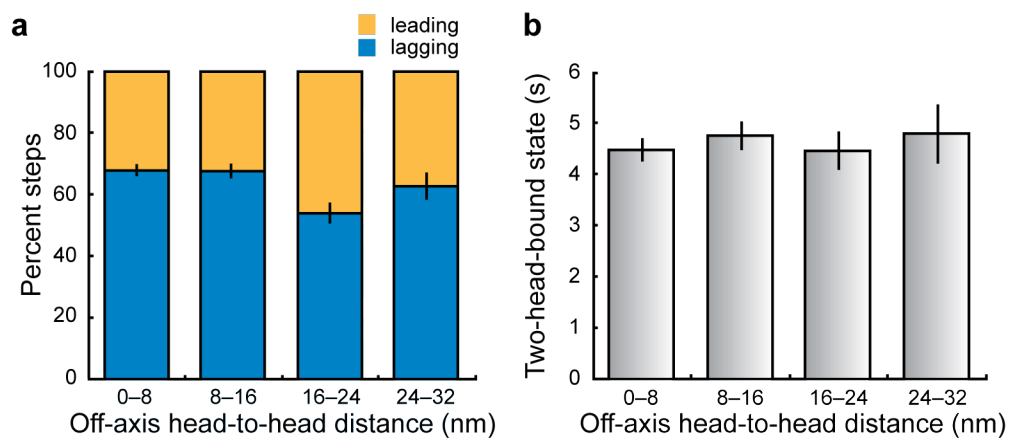 a
leading
lagging
Percent steps
100
80
60
40
20
0
0–8
8–16
16–24
24–32
Off-axis head-to-head distance (nm)
b
Two-head-bound state (s)
6
5
4
3
2
1
0
0–8
8–16
16–24
24–32
Off-axis head-to-head distance (nm)